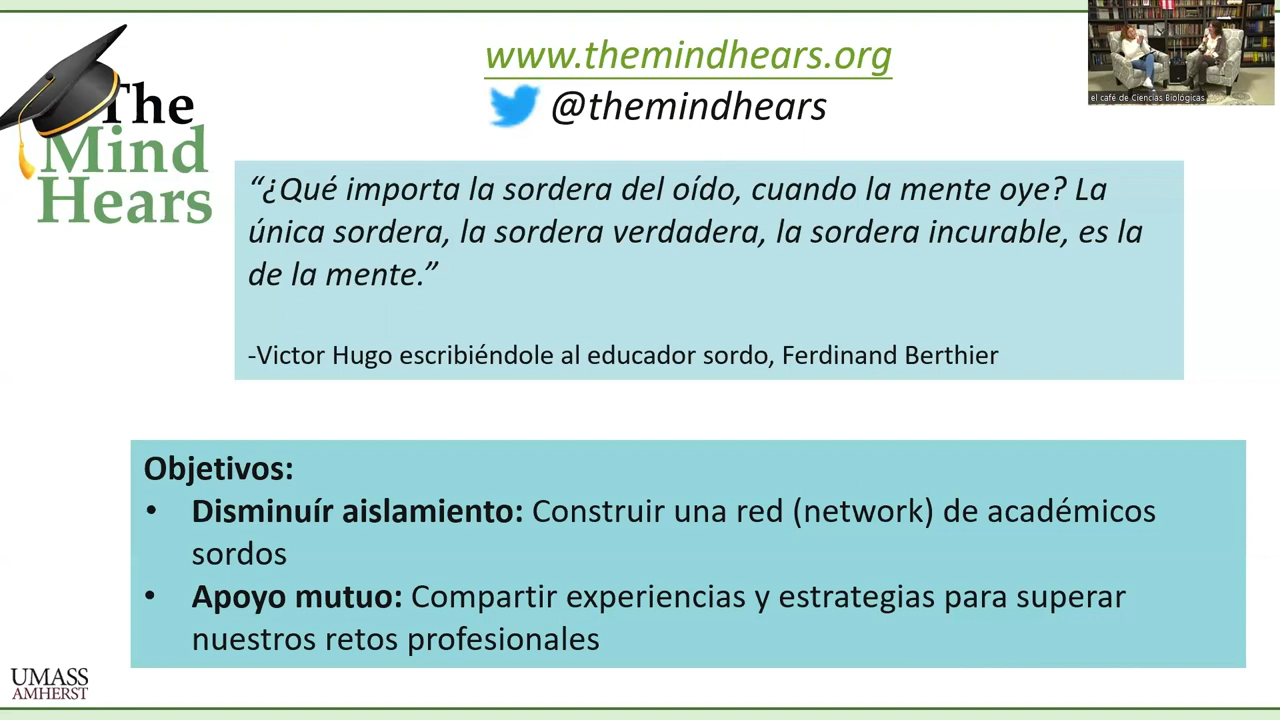 The
Mind
Hears
www.themindhears.org
@themindhears
el café de Ciencias Biológicas
“¿Qué importa la sordera del oído, cuando la mente oye? La
única sordera, la sordera verdadera, la sordera incurable, es la
de la mente.”
-Victor Hugo escribiéndole al educador sordo, Ferdinand Berthier
Objetivos:
• Disminuír aislamiento: Construir una red (network) de académicos
sordos
• Apoyo mutuo: Compartir experiencias y estrategias para superar
nuestros retos profesionales
UMASS
AMHERST